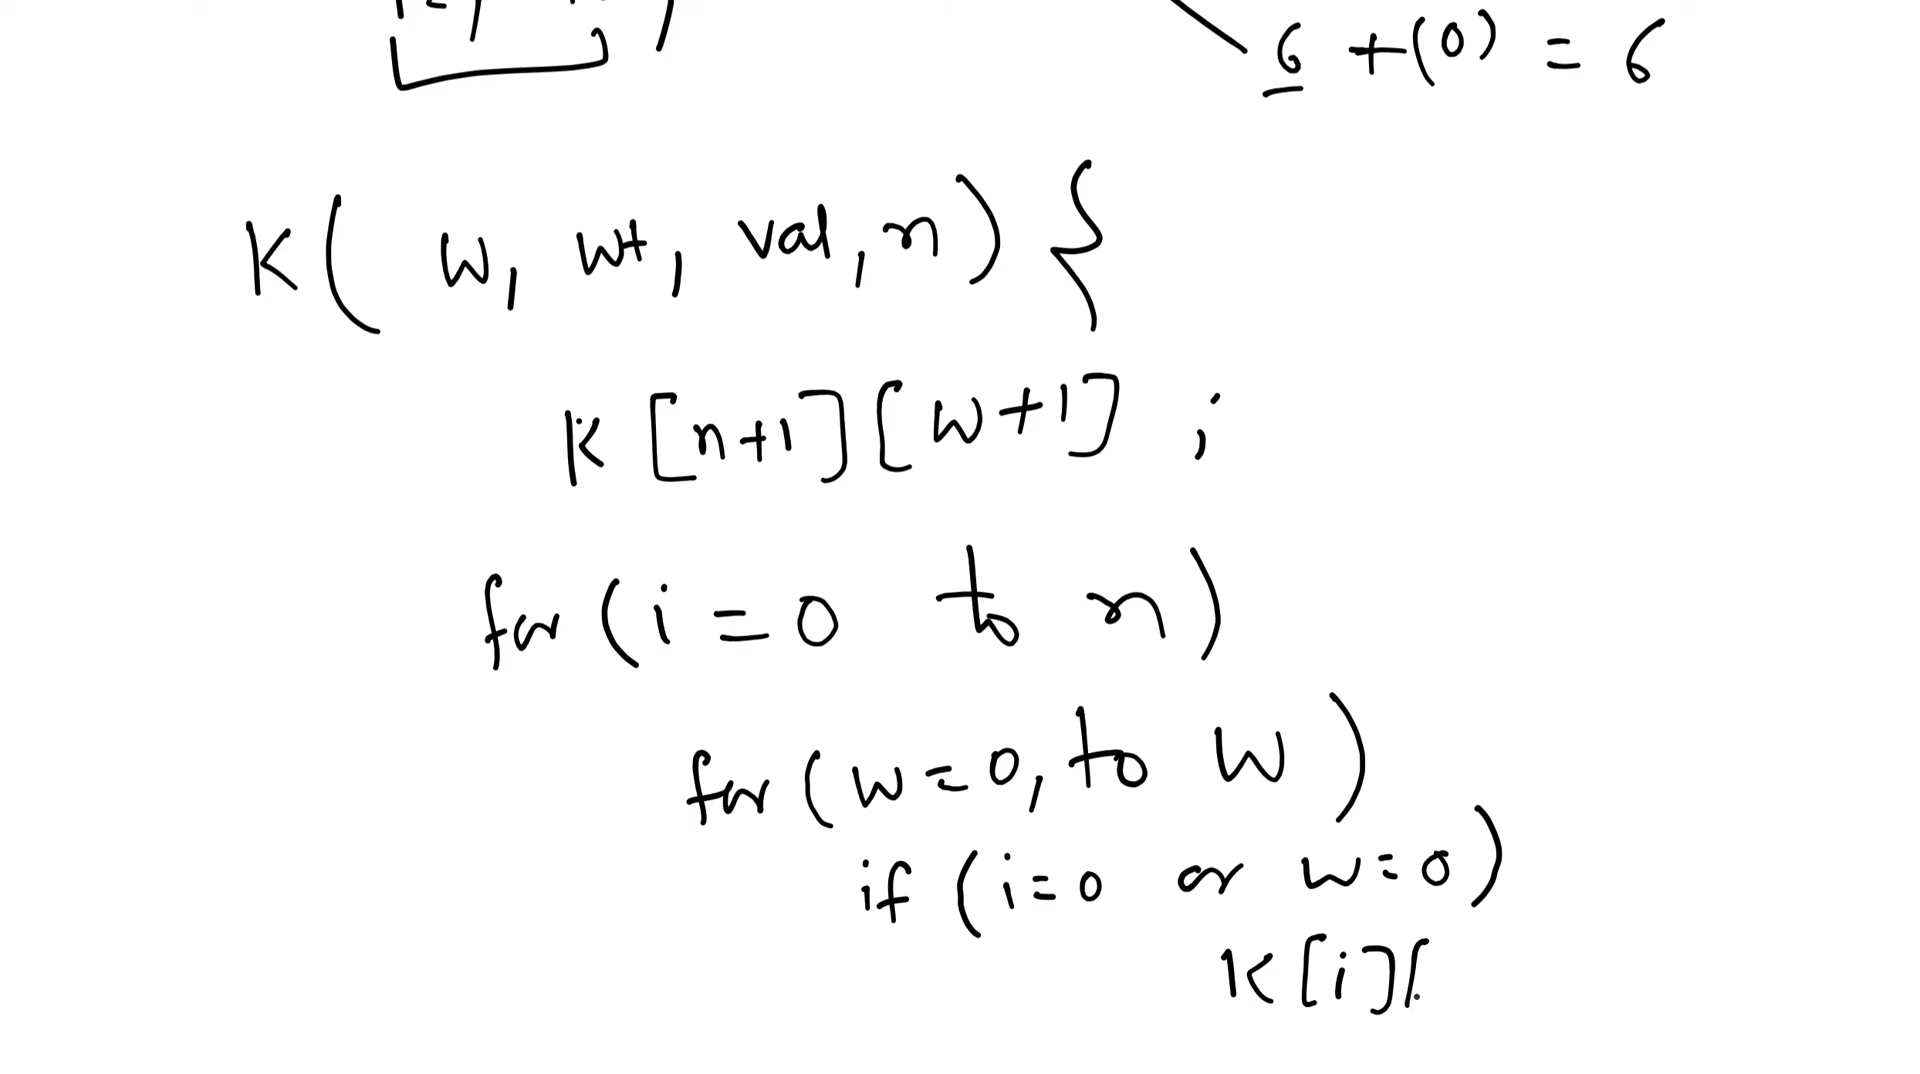 6 + (0) = 6
K( W, wt, val, n) {
K [n+1] [W+1] ;
for (i = 0 to n)
for (w=0, to W)
if (i=0 or w=0)
K[i][